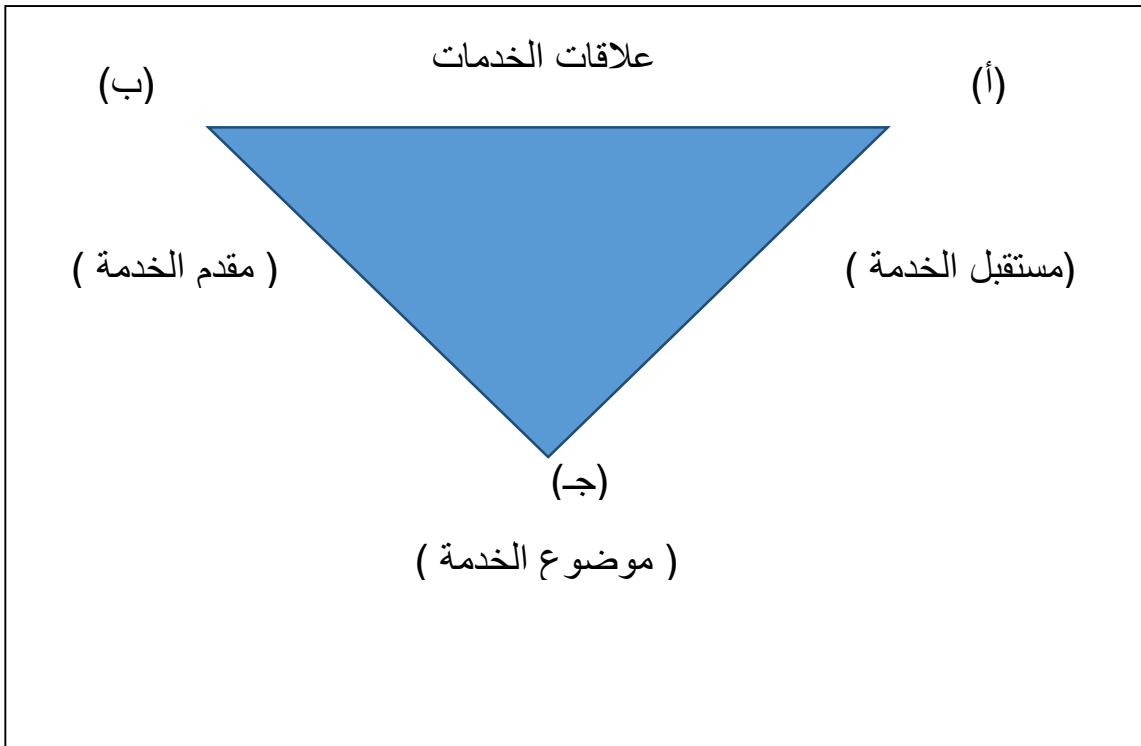 علاقات الخدمات
(أ)
(ب)
(مستقبل الخدمة )
( مقدم الخدمة )
(جـ)
( موضوع الخدمة )